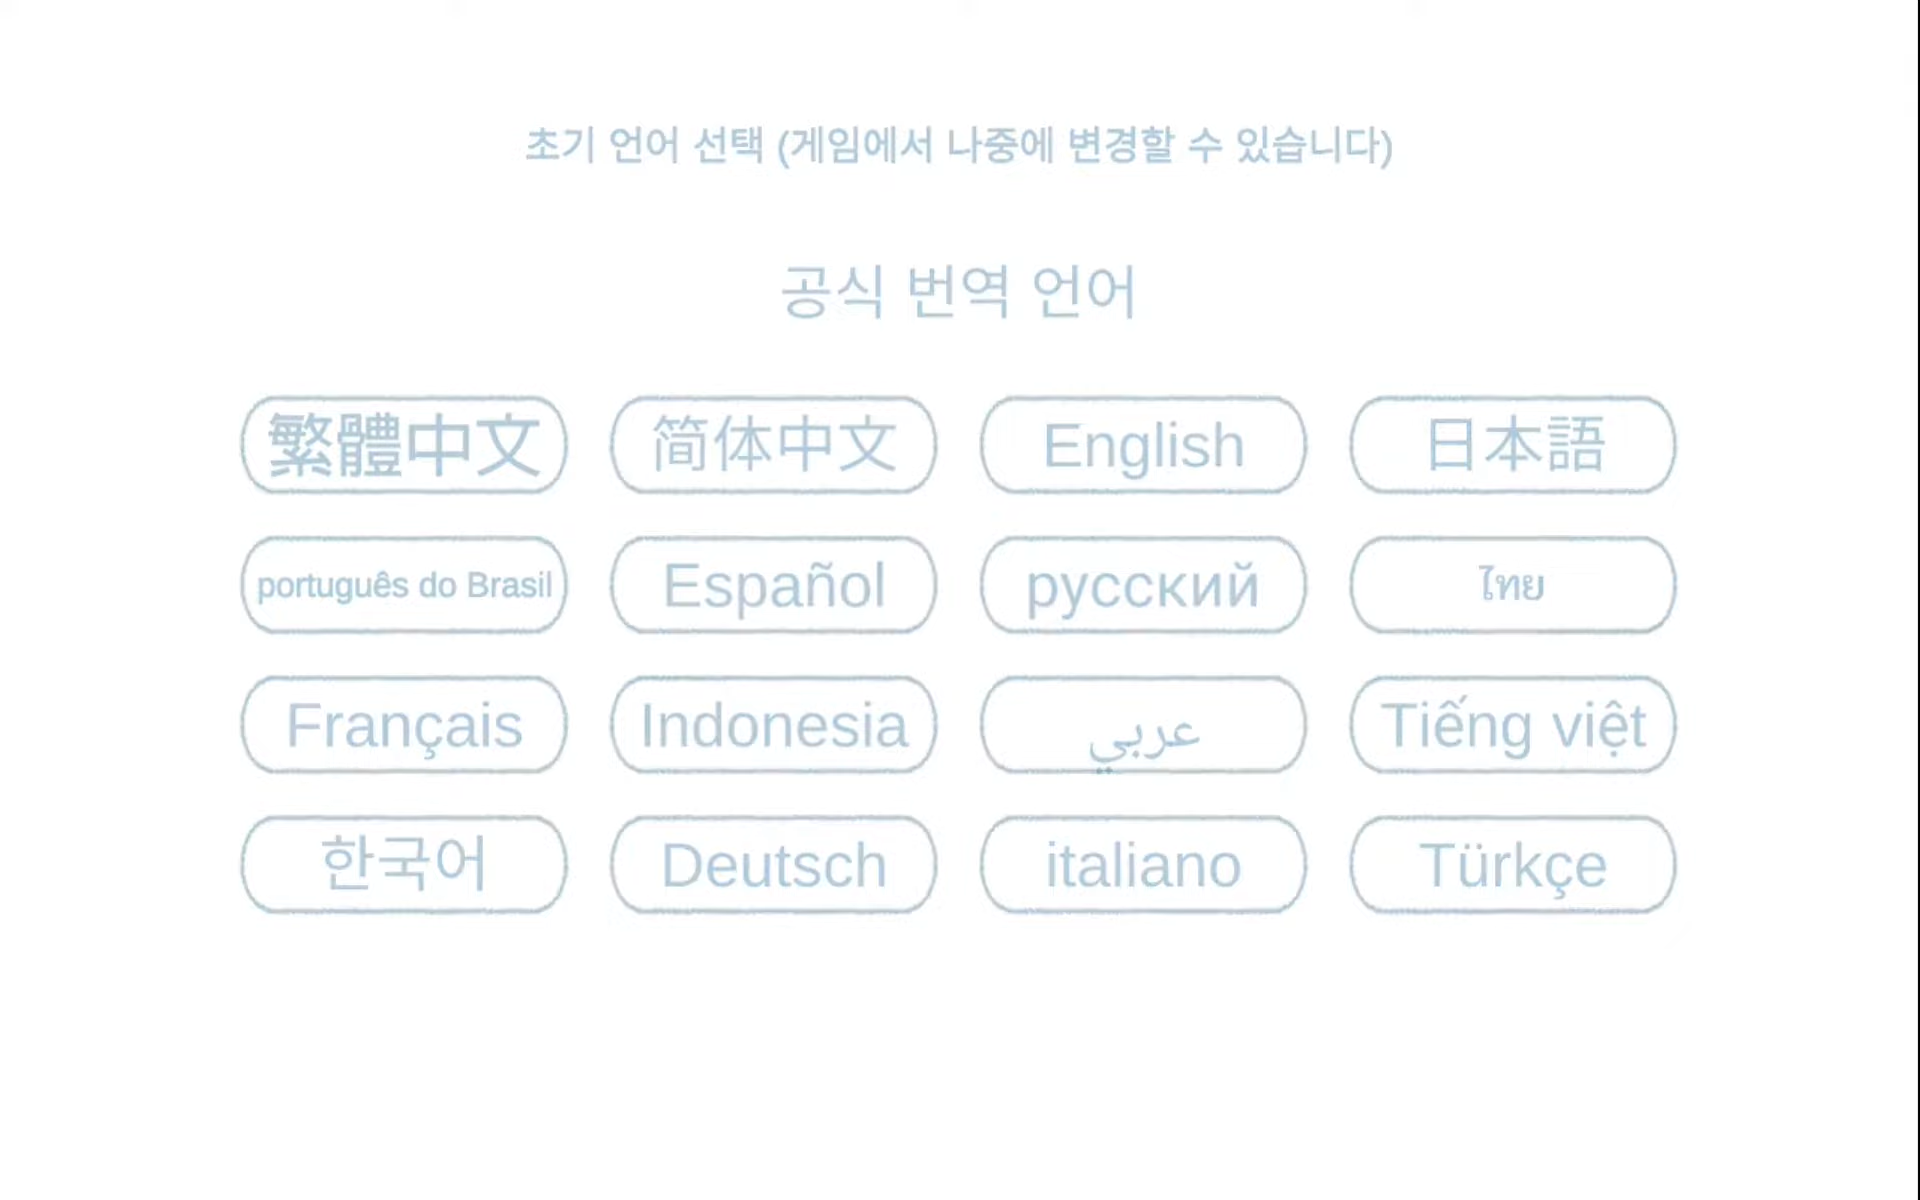 초기 언어 선택 (게임에서 나중에 변경할 수 있습니다)
공식 번역 언어
繁體中文
简体中文
English
日本語
português do Brasil
Español
русский
ไทย
Français
Indonesia
عربي
Tiếng việt
한국어
Deutsch
italiano
Türkçe